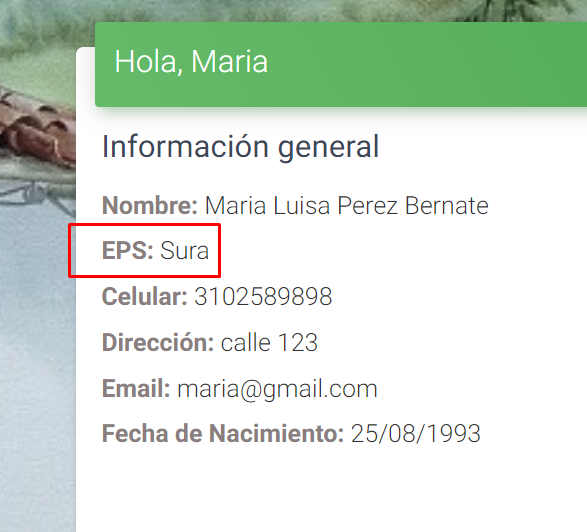 Hola, Maria
Información general
Nombre: Maria Luisa Perez Bernate
EPS: Sura
Celular: 3102589898
Dirección: calle 123
Email: maria@gmail.com
Fecha de Nacimiento: 25/08/1993